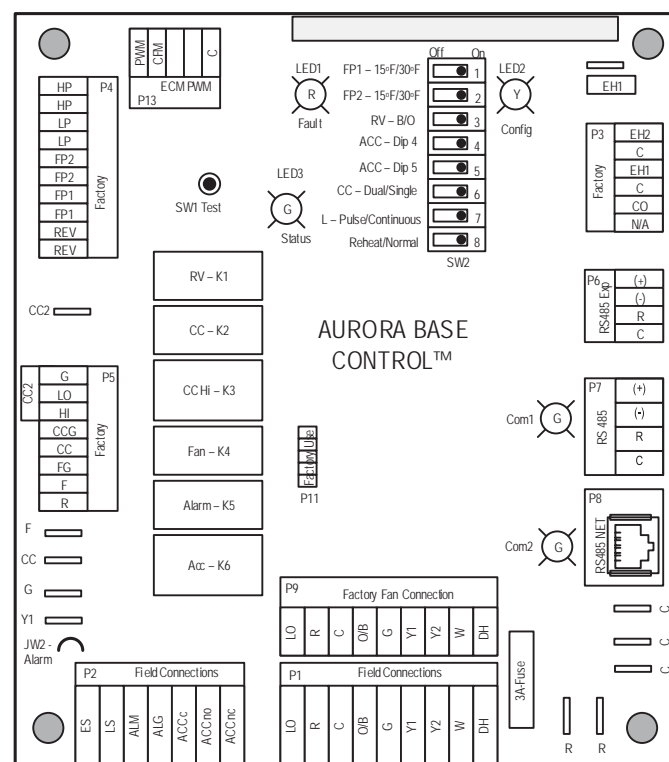 PWM
CFM
C
ECM PWM
P13
P4
HP
HP
LP
LP
FP2
FP2
FP1
FP1
REV
REV
Factory
SW1 Test
LED1
R
Fault
LED3
G
Status
Off On
FP1 – 15ºF/30ºF 1
FP2 – 15ºF/30ºF 2
RV – B/O 3
ACC – Dip 4 4
ACC – Dip 5 5
CC – Dual/Single 6
L – Pulse/Continuous 7
Reheat/Normal 8
SW2
LED2
Y
Config
EH1
P3
EH2
C
EH1
C
CO
N/A
Factory
RV – K1
CC – K2
CC Hi – K3
Fan – K4
Alarm – K5
Acc – K6
AURORA BASE
CONTROL™
P6
RS485 Exp
(+)
(-)
R
C
CC2
CC2
P5
G
LO
HI
CCG
CC
FG
F
R
Factory
Factory Use
P11
Com1
G
P7
RS 485
(+)
(-)
R
C
Com2
G
P8
RS485 NET
F
CC
G
Y1
JW2 -
Alarm
P9 Factory Fan Connection
LO R C O/B G Y1 Y2 W DH
P2 Field Connections
ES LS ALM ALG ACCc ACCno ACCnc
P1 Field Connections
LO R C O/B G Y1 Y2 W DH
3A-Fuse
C
C
C
R R